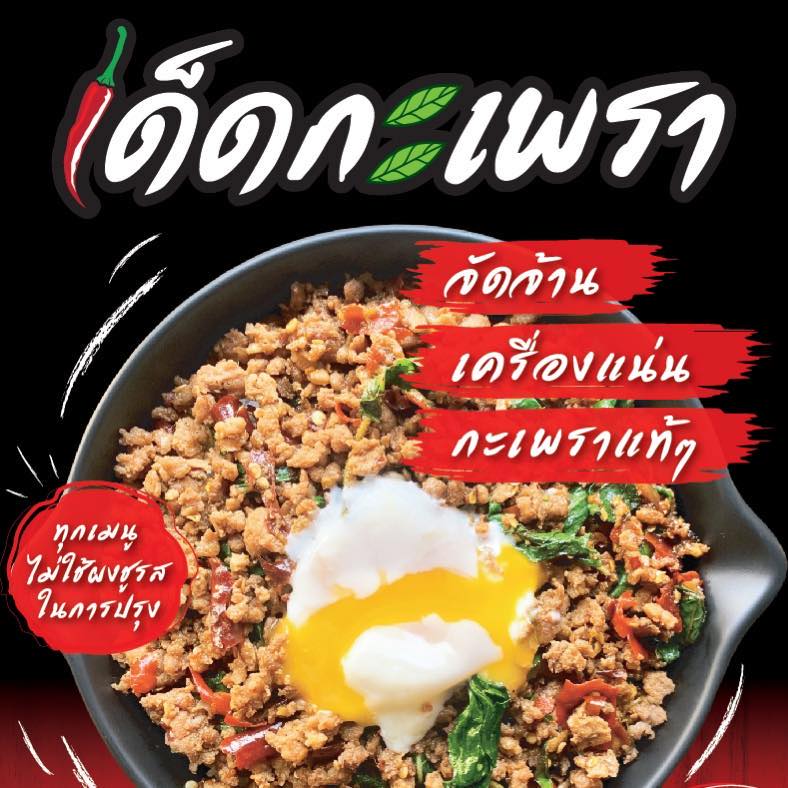 เด็ดกะเพรา
จัดจ้าน
เครื่องแน่น
กะเพราแท้ๆ
ทุกเมนู
ไม่ใช้ผงชูรส
ในการปรุง